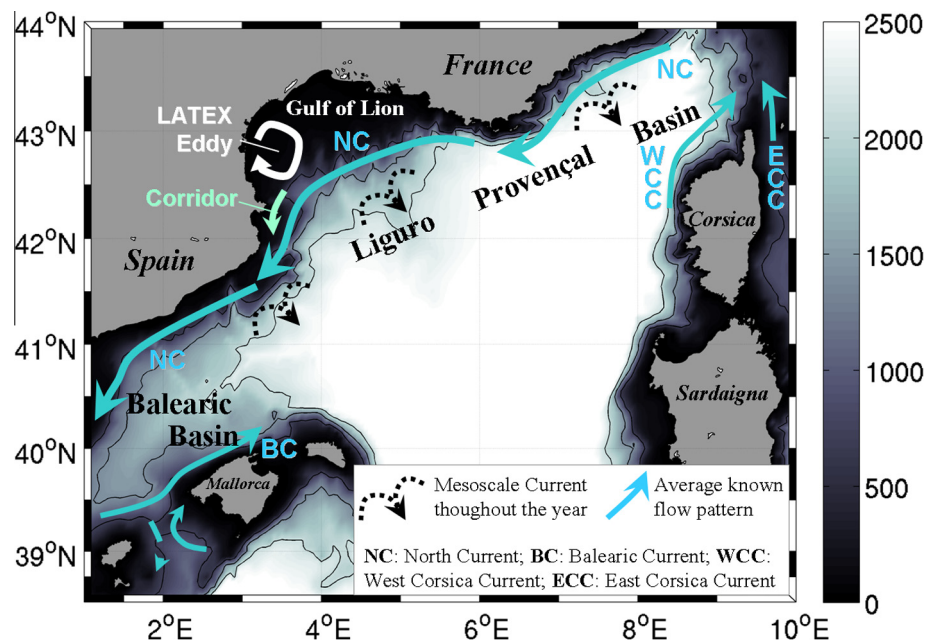 44°N
43°N
42°N
41°N
40°N
39°N
2°E
4°E
6°E
8°E
10°E
2500
2000
1500
1000
500
0
France
Gulf of Lion
LATEX
Eddy
NC
NC
Basin
Provençal
WCC
ECC
Corsica
Corridor
Liguro
Spain
NC
Balearic
Basin
BC
Mallorca
Sardaigna
Mesoscale Current
thoughout the year
Average known
flow pattern
NC: North Current; BC: Balearic Current; WCC:
West Corsica Current; ECC: East Corsica Current